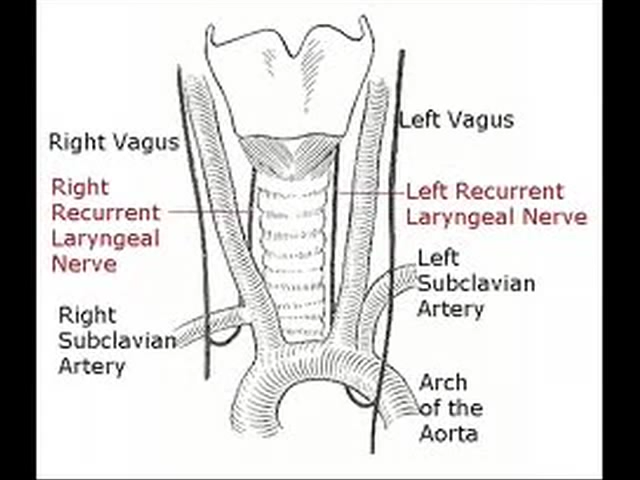 Right Vagus
Left Vagus
Right
Recurrent
Laryngeal
Nerve
Left Recurrent
Laryngeal Nerve
Left
Subclavian
Artery
Right
Subclavian
Artery
Arch
of the
Aorta